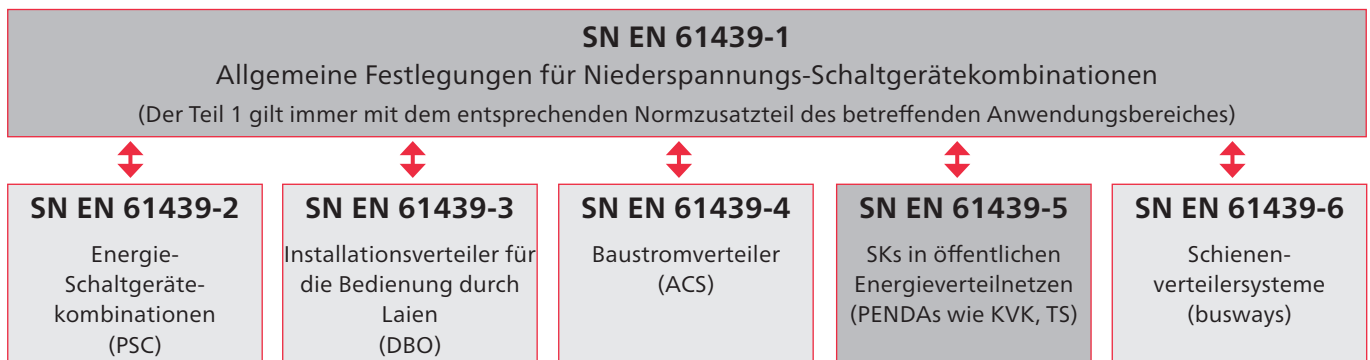 SN EN 61439-1
Allgemeine Festlegungen für Niederspannungs-Schaltgerätekombinationen
(Der Teil 1 gilt immer mit dem entsprechenden Normzusatzteil des betreffenden Anwendungsbereiches)
SN EN 61439-2
Energie-
Schaltgeräte-
kombinationen
(PSC)
SN EN 61439-3
Installationsverteiler für
die Bedienung durch
Laien
(DBO)
SN EN 61439-4
Baustromverteiler
(ACS)
SN EN 61439-5
SKs in öffentlichen
Energieverteilnetzen
(PENDAs wie KVK, TS)
SN EN 61439-6
Schienen-
verteilersysteme
(busways)